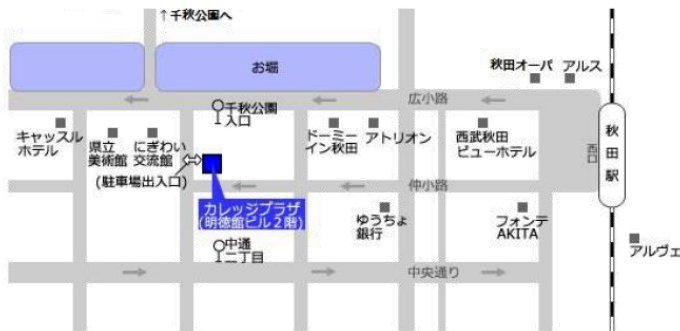 ↑千秋公園へ
お堀
秋田オーパ
アルス
広小路
千秋公園
入口
キャッスル
ホテル
県立
美術館
にぎわい
交流館
ドーミー
イン秋田
アトリオン
西武秋田
ビューホテル
西口
秋田駅
(駐車場出入口)
仲小路
カレッジプラザ
(明徳館ビル2階)
ゆうちょ
銀行
フォンテ
AKITA
中通
二丁目
アルヴェ
中央通り